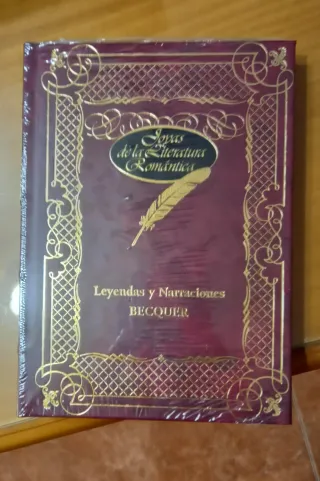 Joyas
de la Literatura
Romántica
Leyendas y Narraciones
BECQUER